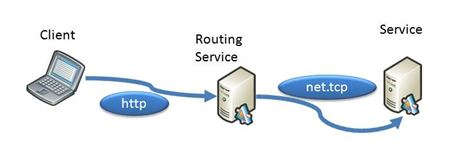 Client
Routing
Service
Service
http
net.tcp